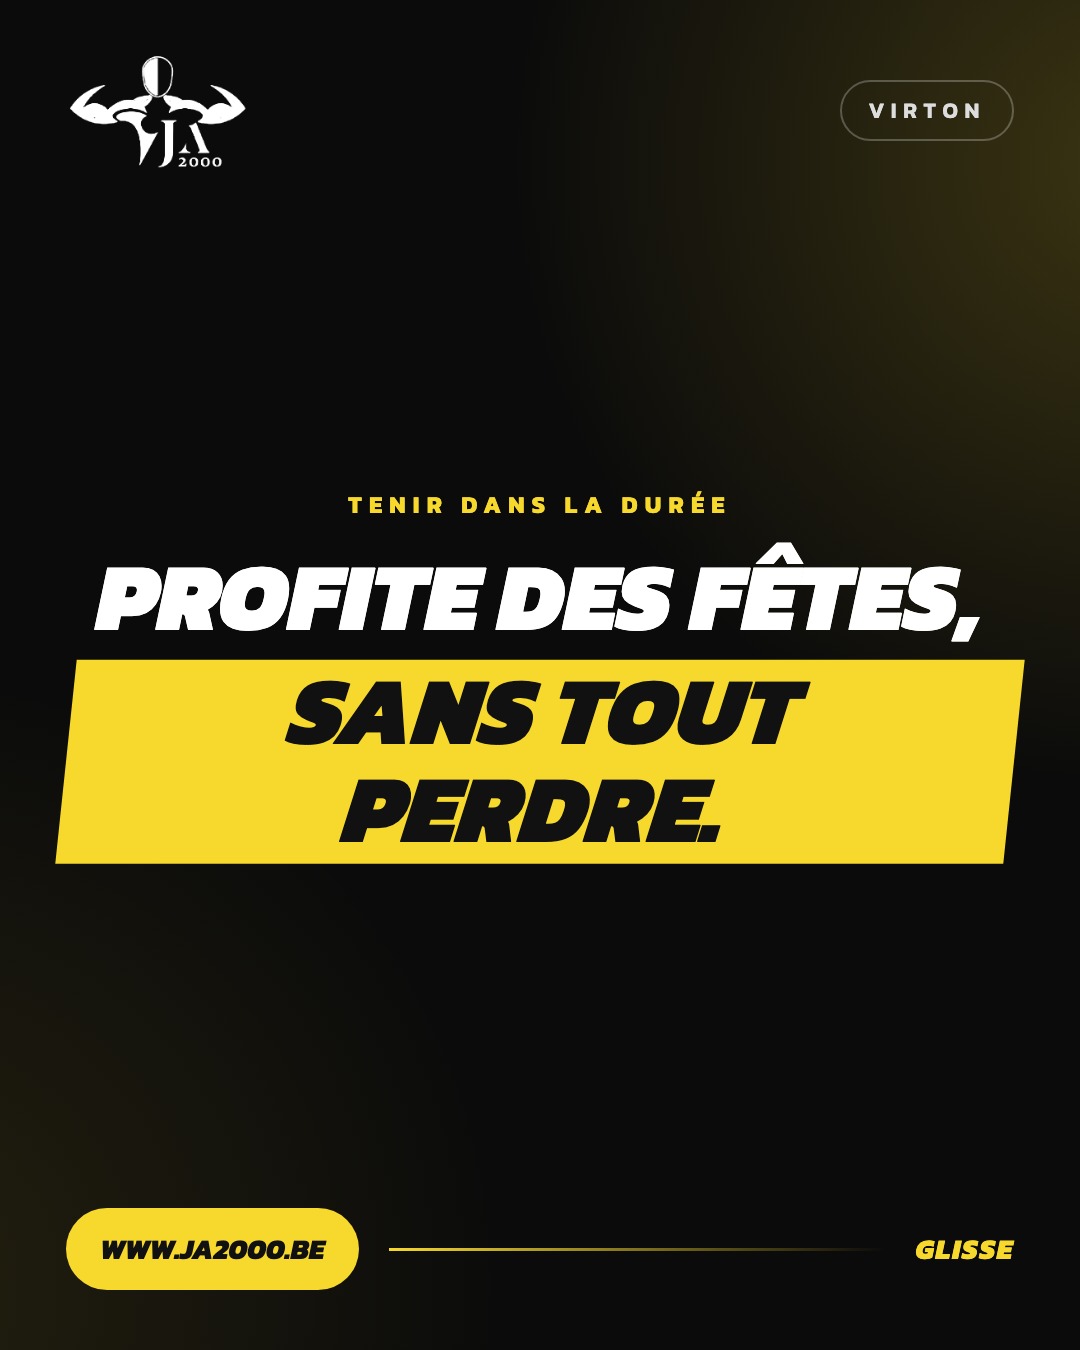 JA
2000
VIRTON
TENIR DANS LA DURÉE
PROFITE DES FÊTES,
SANS TOUT
PERDRE.
WWW.JA2000.BE
GLISSE